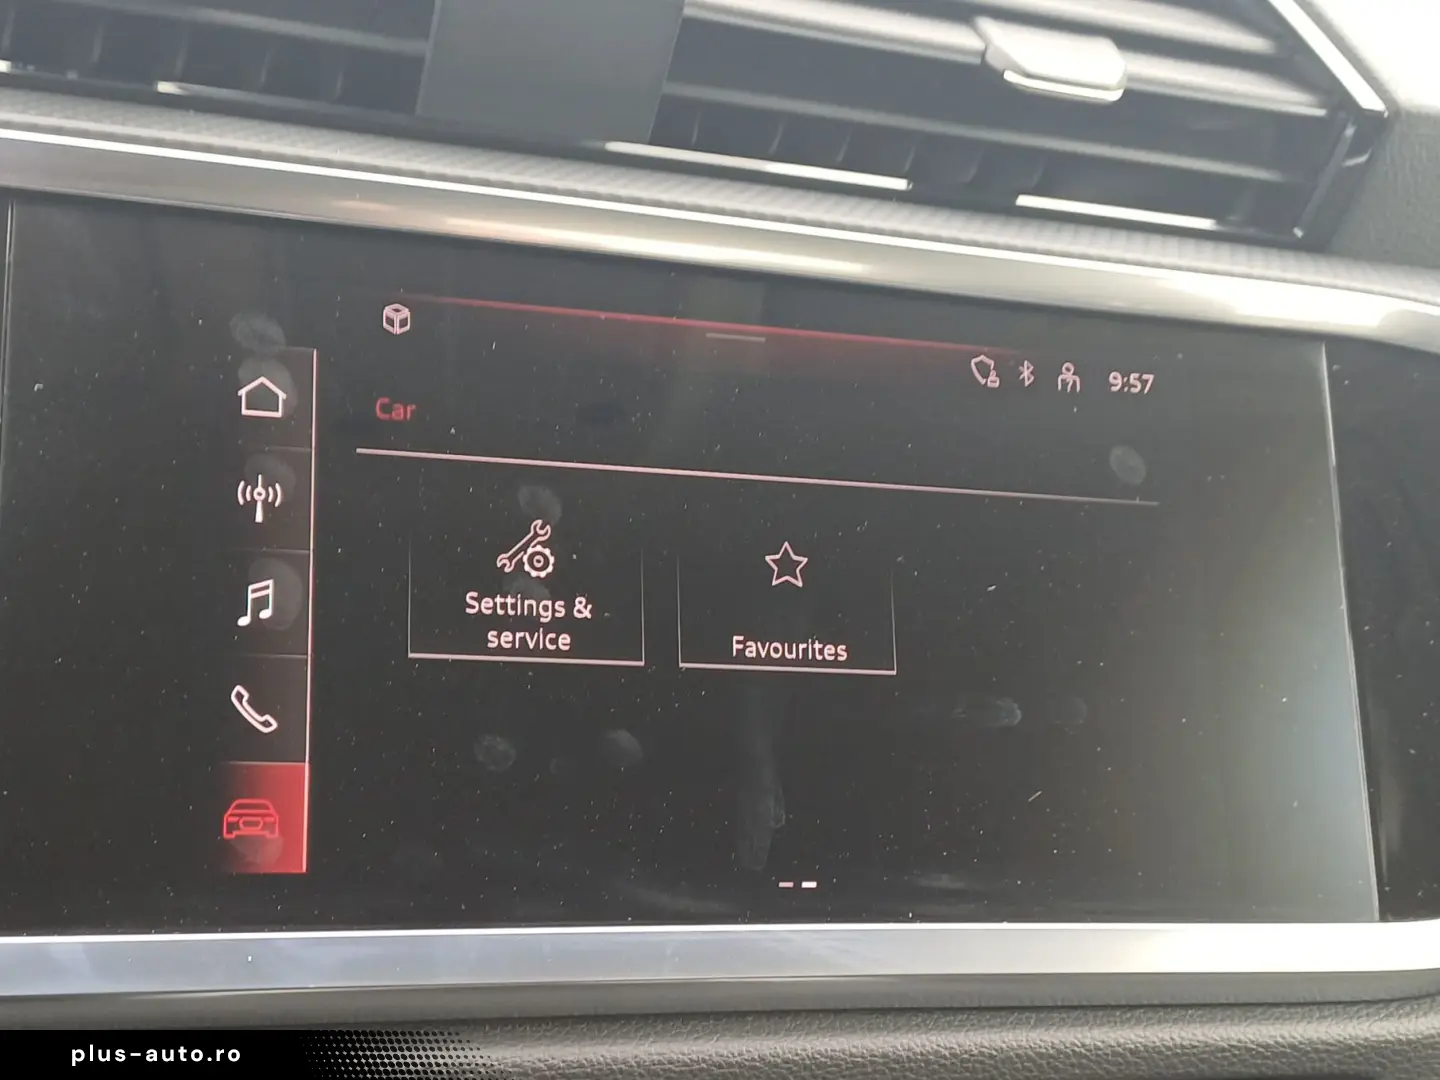 9:57
Car
Settings &
service
Favourites
plus-auto.ro